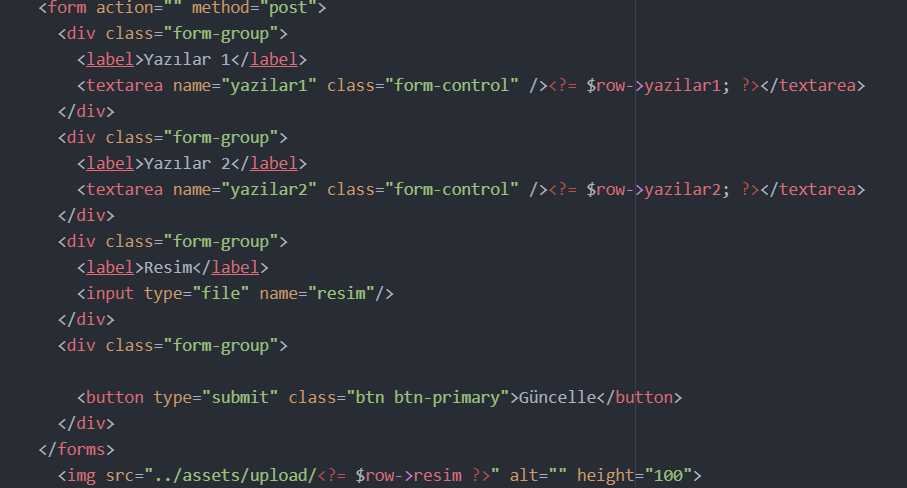 <form action="" method="post">
<div class="form-group">
<label>Yazılar 1</label>
<textarea name="yazilar1" class="form-control" /><?= $row->yazilar1; ?></textarea>
</div>
<div class="form-group">
<label>Yazılar 2</label>
<textarea name="yazilar2" class="form-control" /><?= $row->yazilar2; ?></textarea>
</div>
<div class="form-group">
<label>Resim</label>
<input type="file" name="resim"/>
</div>
<div class="form-group">
<button type="submit" class="btn btn-primary">Güncelle</button>
</div>
</forms>
<img src="../assets/upload/<?= $row->resim ?>" alt="" height="100">